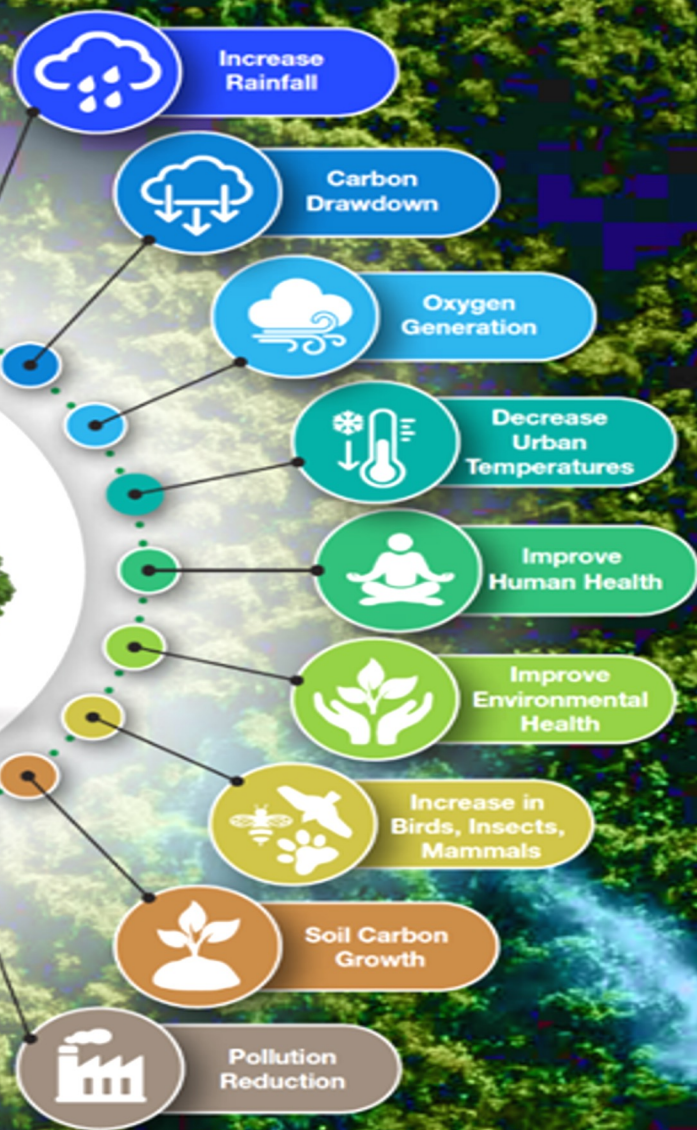 Increase
Rainfall
Carbon
Drawdown
Oxygen
Generation
Decrease
Urban
Temperatures
Improve
Human Health
Improve
Environmental
Health
Increase in
Birds, Insects,
Mammals
Soil Carbon
Growth
Pollution
Reduction